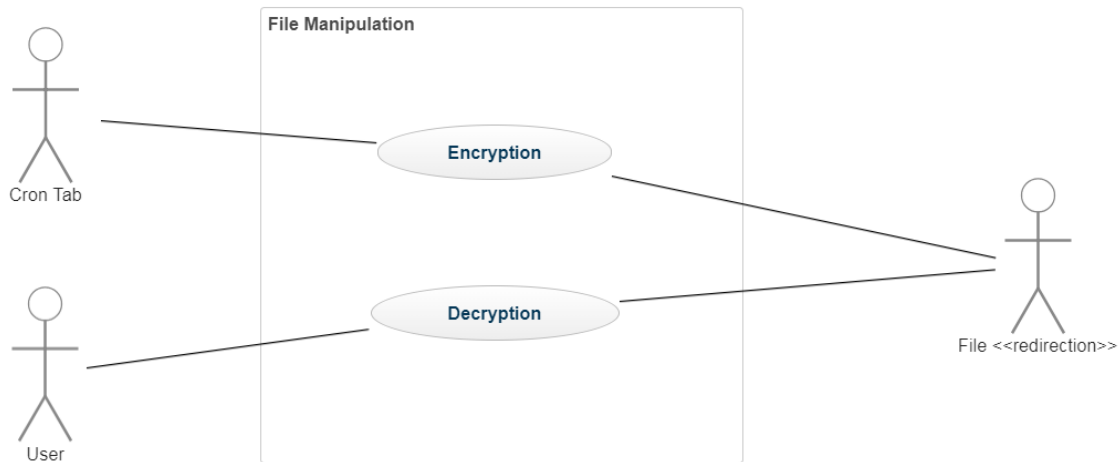 File Manipulation
Cron Tab
Encryption
Decryption
File <<redirection>>
User